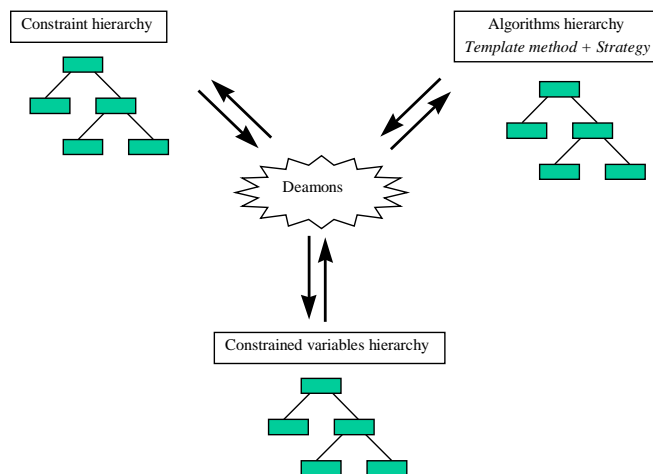 Constraint hierarchy
Algorithms hierarchy
Template method + Strategy
Deamons
Constrained variables hierarchy